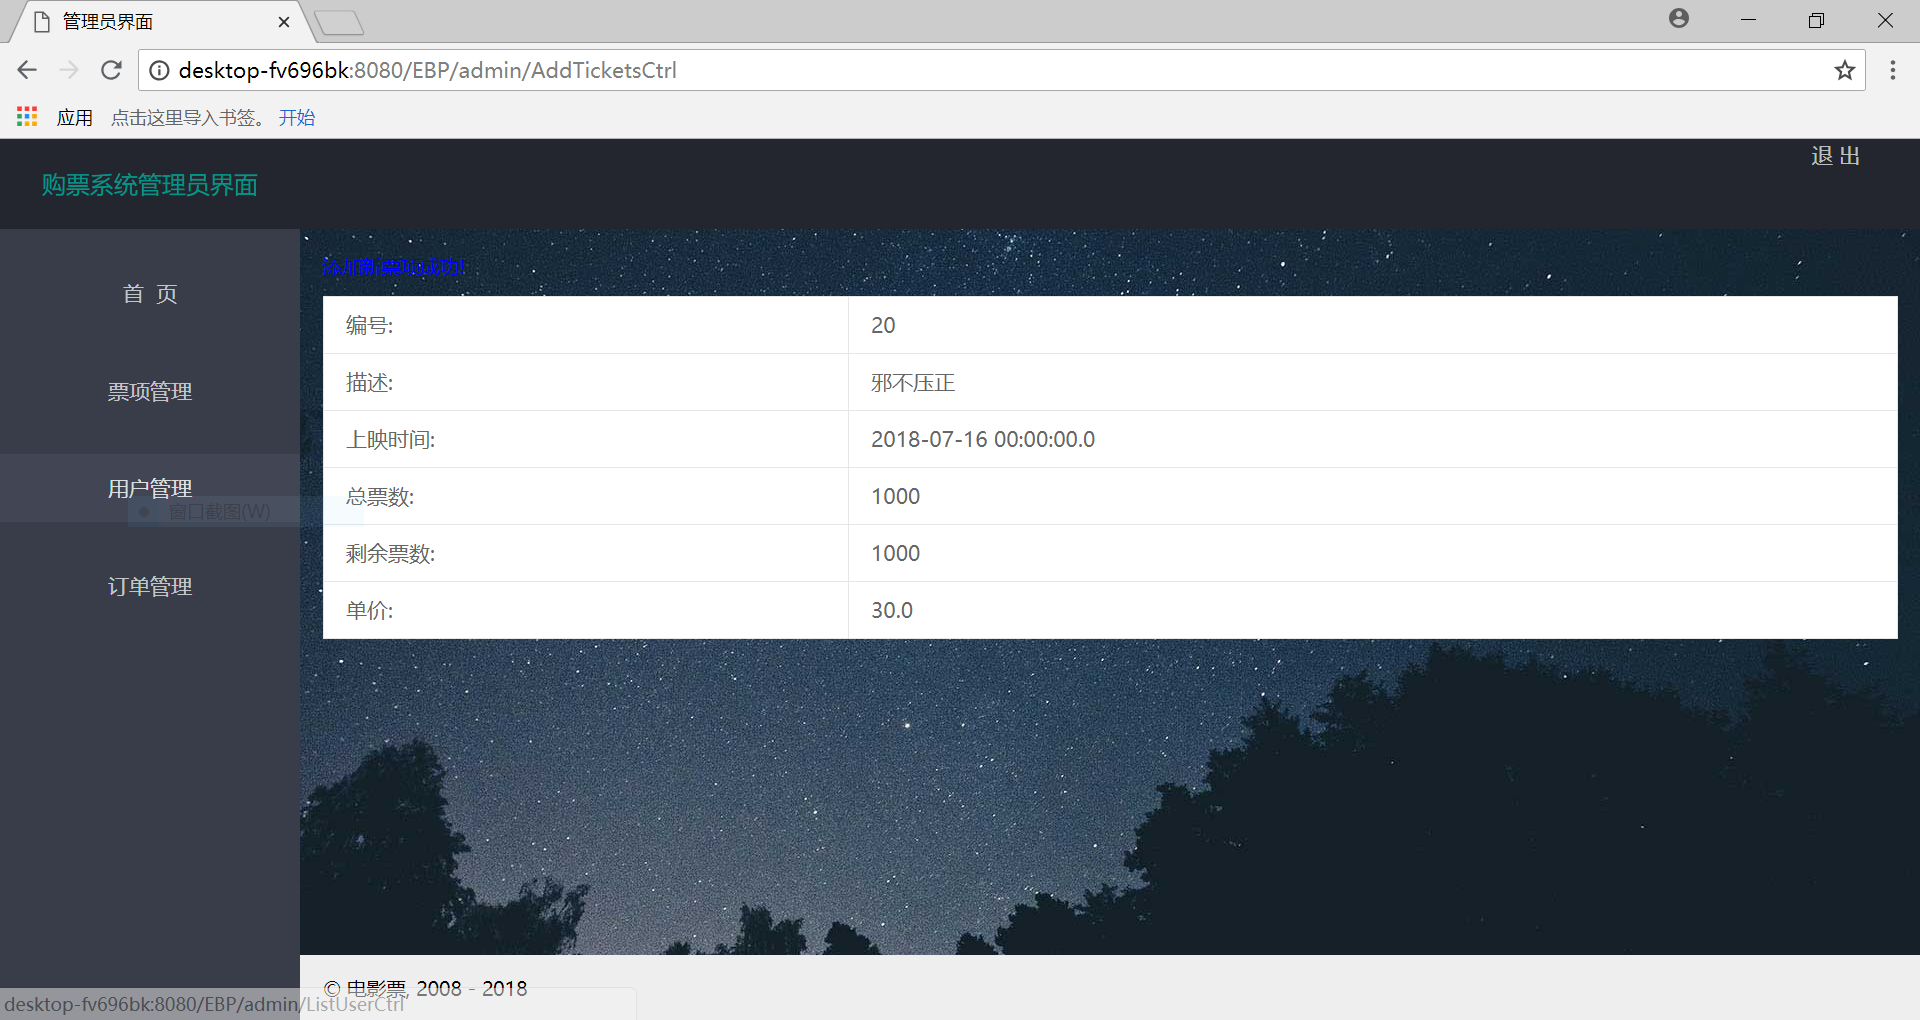 管理员界面
desktop-fv696bk:8080/EBP/admin/AddTicketsCtrl
应用 点击这里导入书签。 开始
退 出
购票系统管理员界面
首 页
票项管理
用户管理
窗口截图(W)
订单管理
添加新票项成功!
编号: 20
描述: 邪不压正
上映时间: 2018-07-16 00:00:00.0
总票数: 1000
剩余票数: 1000
单价: 30.0
© 电影票, 2008 - 2018
desktop-fv696bk:8080/EBP/admin/ListUserCtrl